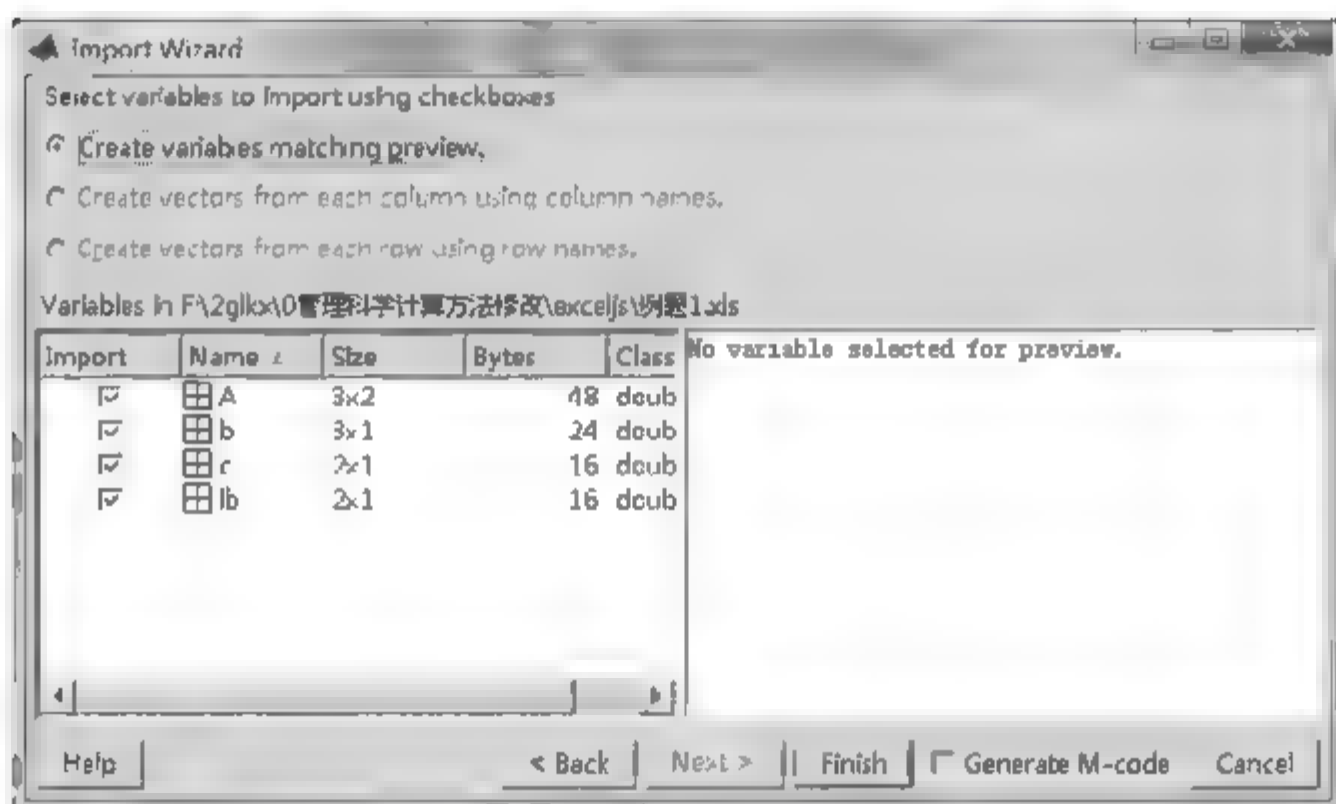 Import Wizard
Select variables to import using checkboxes
Create variables matching preview.
Create vectors from each column using column names.
Create vectors from each row using row names.
Variables in F:\2glkx\0管理科学计算方法修改\exceljs\例题1.xls
Import Name Size Bytes Class
A 3x2 48 doub
b 3x1 24 doub
c 2x1 16 doub
lb 2x1 16 doub
No variable selected for preview.
Help < Back Next > Finish Generate M-code Cancel